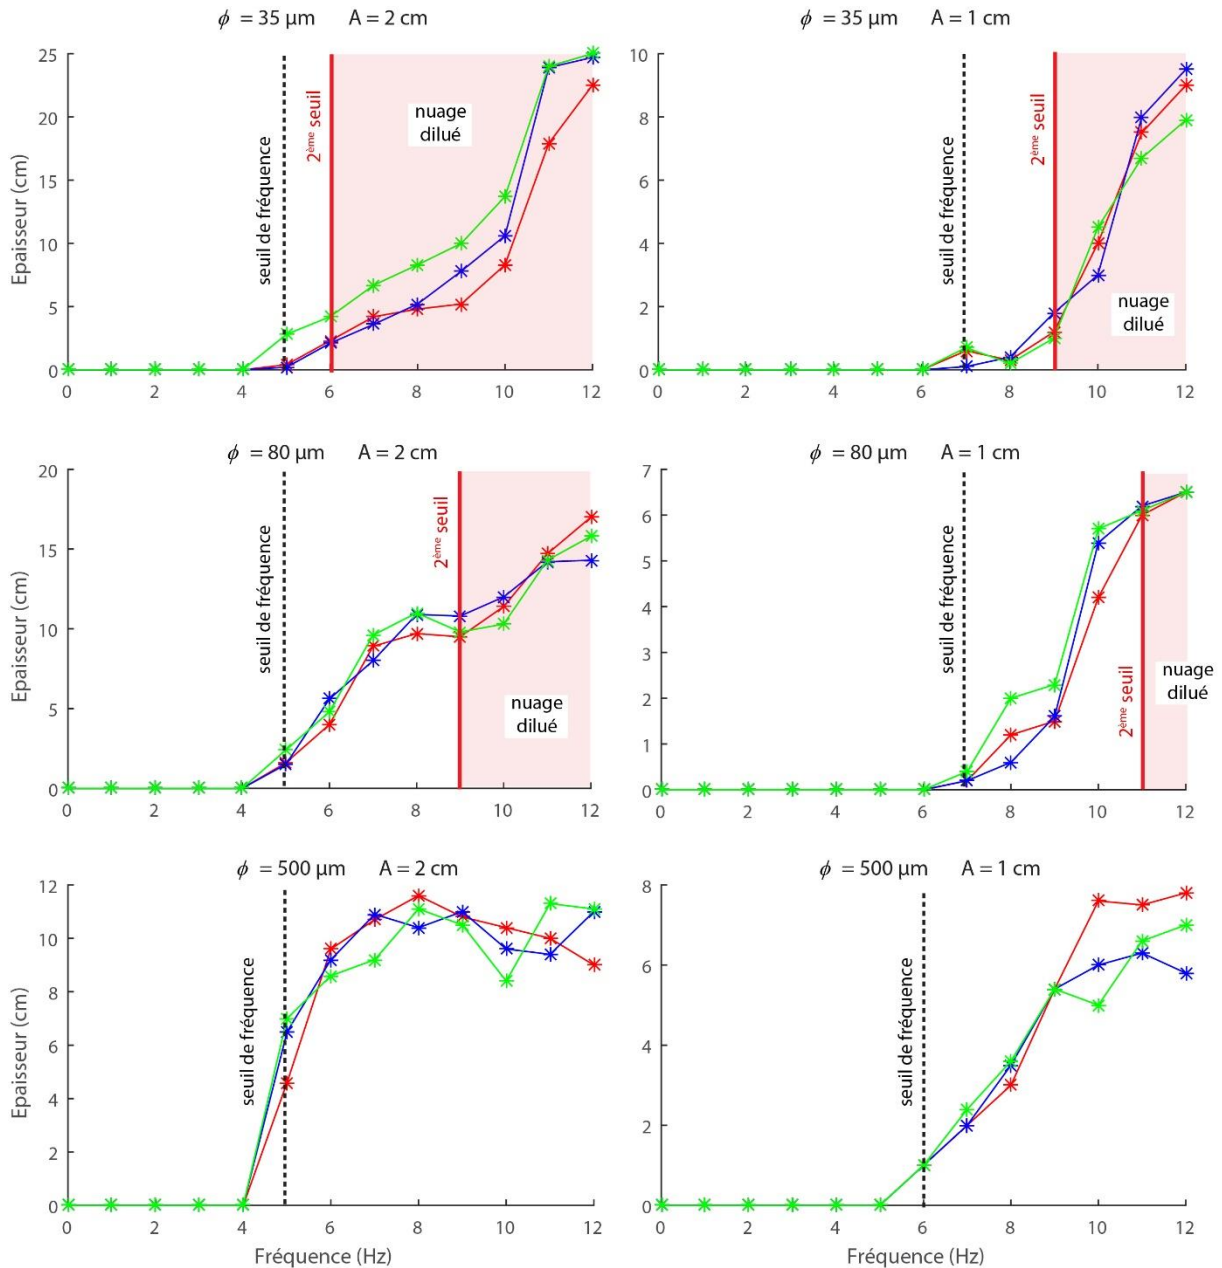 ϕ = 35 μm A = 2 cm
25
20
15
10
5
0
Epaisseur (cm)
seuil de fréquence
2ème seuil
nuage
dilué
0 2 4 6 8 10 12
ϕ = 35 μm A = 1 cm
10
8
6
4
2
0
seuil de fréquence
2ème seuil
nuage
dilué
0 2 4 6 8 10 12
ϕ = 80 μm A = 2 cm
20
15
10
5
0
Epaisseur (cm)
seuil de fréquence
2ème seuil
nuage
dilué
0 2 4 6 8 10 12
ϕ = 80 μm A = 1 cm
7
6
5
4
3
2
1
0
seuil de fréquence
2ème seuil
nuage
dilué
0 2 4 6 8 10 12
ϕ = 500 μm A = 2 cm
12
10
8
6
4
2
0
Epaisseur (cm)
seuil de fréquence
0 2 4 6 8 10 12
Fréquence (Hz)
ϕ = 500 μm A = 1 cm
8
6
4
2
0
seuil de fréquence
0 2 4 6 8 10 12
Fréquence (Hz)